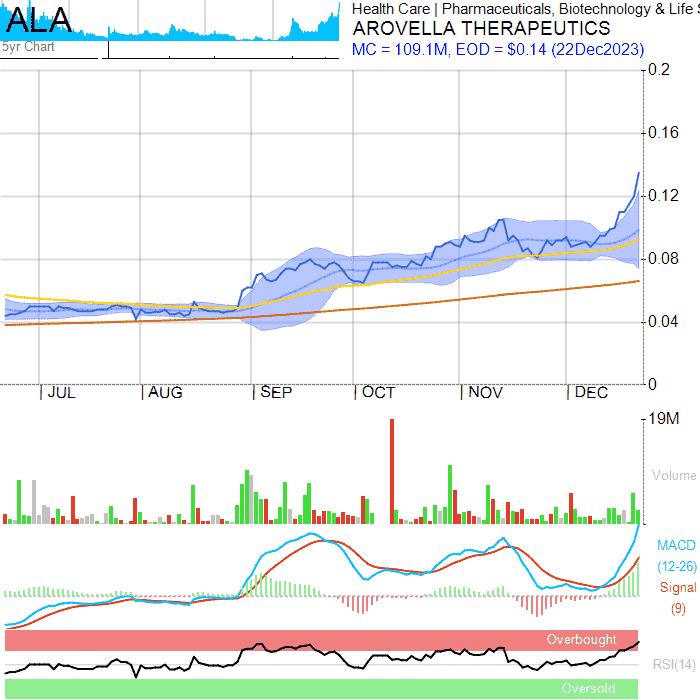 ALA
5yr Chart
Health Care | Pharmaceuticals, Biotechnology & Life S
AROVELLA THERAPEUTICS
MC = 109.1M, EOD = $0.14 (22Dec2023)
0.2
0.16
0.12
0.08
0.04
0
JUL AUG SEP OCT NOV DEC
19M
Volume
MACD
(12-26)
Signal
(9)
Overbought
RSI(14)
Oversold